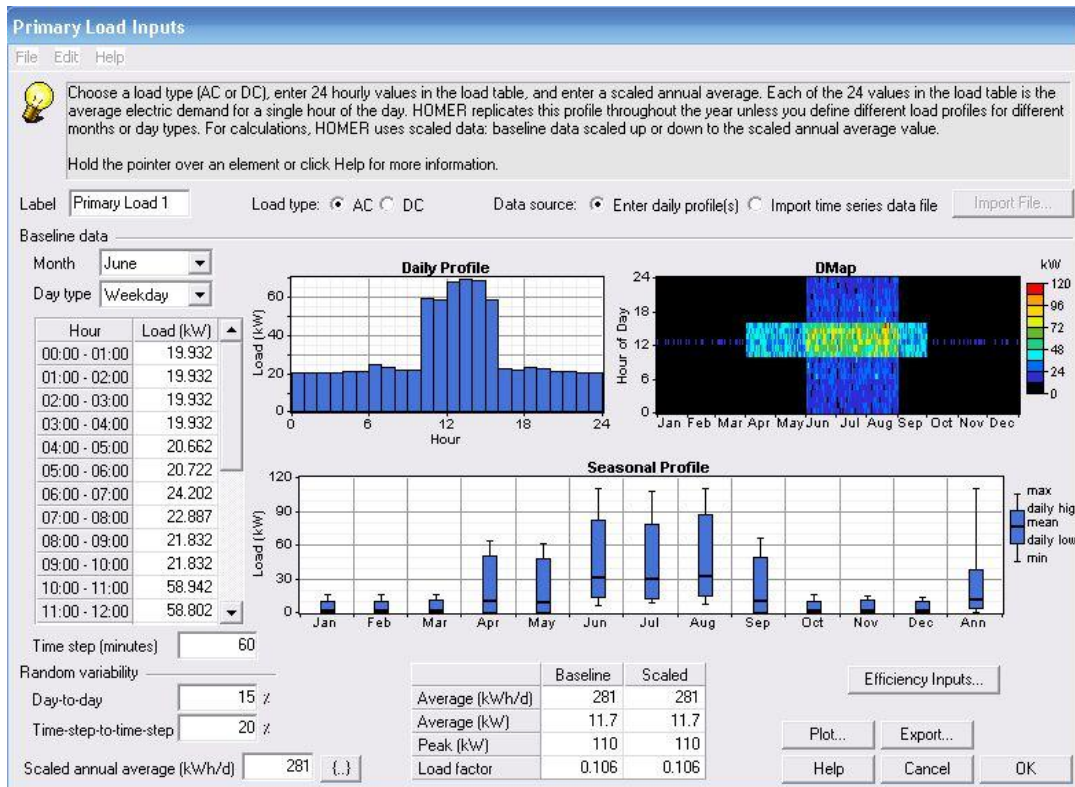 Primary Load Inputs
File Edit Help
Choose a load type (AC or DC), enter 24 hourly values in the load table, and enter a scaled annual average. Each of the 24 values in the load table is the
average electric demand for a single hour of the day. HOMER replicates this profile throughout the year unless you define different load profiles for different
months or day types. For calculations, HOMER uses scaled data: baseline data scaled up or down to the scaled annual average value.
Hold the pointer over an element or click Help for more information.
Label Primary Load 1 Load type: AC DC Data source: Enter daily profile(s) Import time series data file Import File...
Baseline data
Month June
Day type Weekday
Hour Load (kW)
00:00 - 01:00 19.932
01:00 - 02:00 19.932
02:00 - 03:00 19.932
03:00 - 04:00 19.932
04:00 - 05:00 20.662
05:00 - 06:00 20.722
06:00 - 07:00 24.202
07:00 - 08:00 22.887
08:00 - 09:00 21.832
09:00 - 10:00 21.832
10:00 - 11:00 58.942
11:00 - 12:00 58.802
Daily Profile
Load (kW)
60
40
20
0
0 6 12 18 24
Hour
DMap
Hour of Day
24
18
12
6
0
Jan Feb Mar Apr May Jun Jul Aug Sep Oct Nov Dec
kW
120
96
72
48
24
0
Seasonal Profile
Load (kW)
120
90
60
30
0
Jan Feb Mar Apr May Jun Jul Aug Sep Oct Nov Dec Ann
max
daily hig
mean
daily low
min
Time step (minutes) 60
Random variability
Day-to-day 15 %
Time-step-to-time-step 20 %
Scaled annual average (kWh/d) 281 {..}
Baseline Scaled
Average (kWh/d) 281 281
Average (kW) 11.7 11.7
Peak (kW) 110 110
Load factor 0.106 0.106
Efficiency Inputs...
Plot... Export...
Help Cancel OK